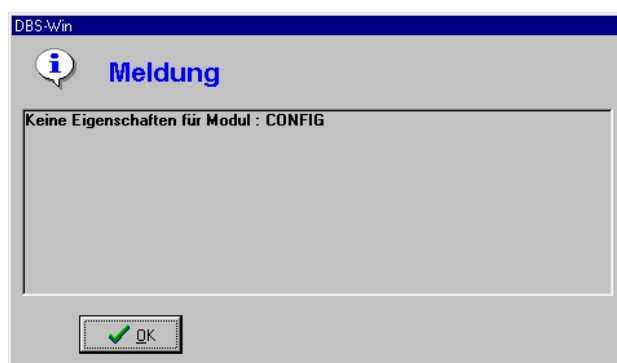 DBS-Win
Meldung
Keine Eigenschaften für Modul : CONFIG
OK